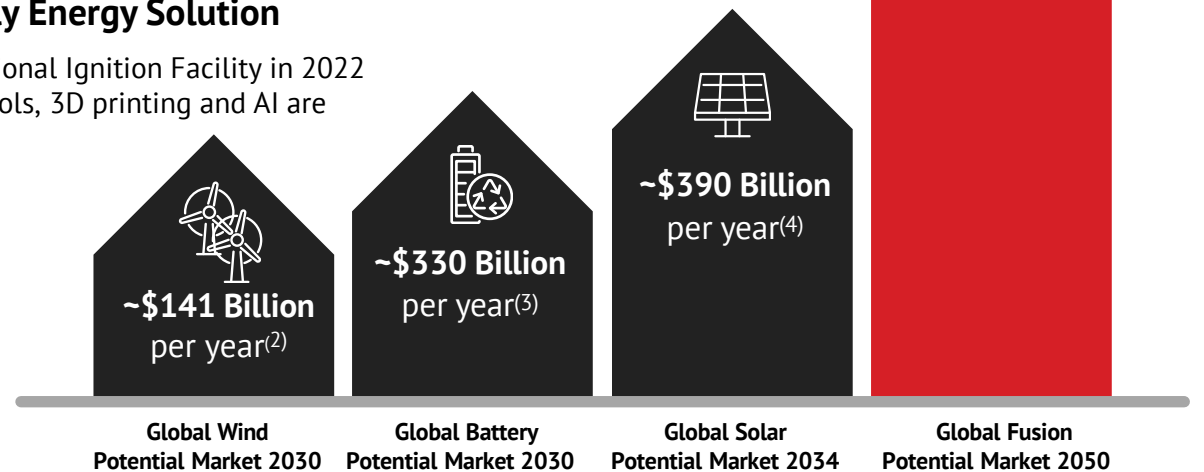 ly Energy Solution
onal Ignition Facility in 2022
ols, 3D printing and AI are
~$141 Billion
per year(2)
~$330 Billion
per year(3)
~$390 Billion
per year(4)
Global Wind
Potential Market 2030
Global Battery
Potential Market 2030
Global Solar
Potential Market 2034
Global Fusion
Potential Market 2050